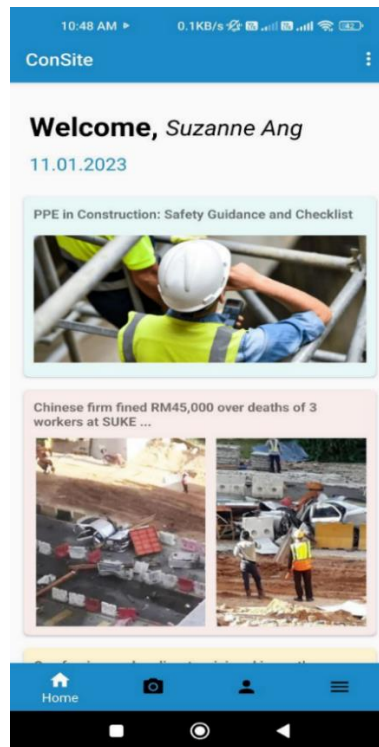 10:48 AM 0.1KB/s
ConSite
Welcome, Suzanne Ang
11.01.2023
PPE in Construction: Safety Guidance and Checklist
Chinese firm fined RM45,000 over deaths of 3
workers at SUKE ...
Home